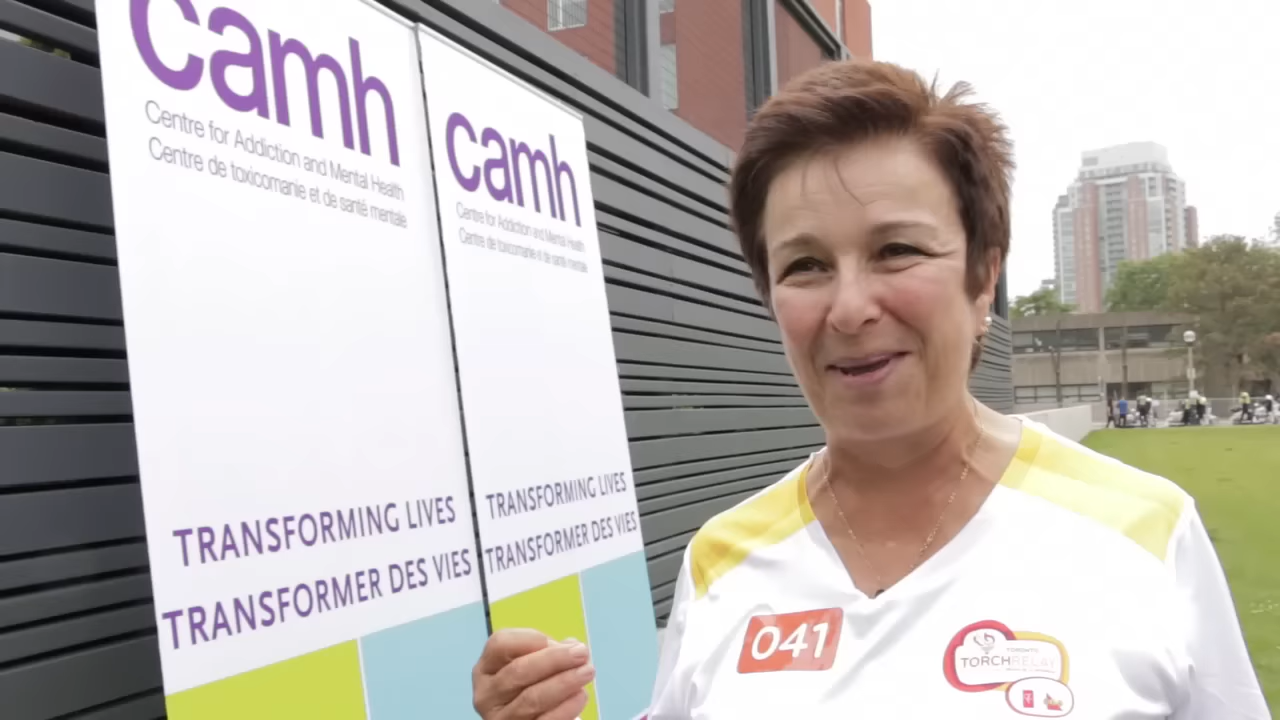 camh
Centre for Addiction and Mental Health
Centre de toxicomanie et de santé mentale
TRANSFORMING LIVES
TRANSFORMER DES VIES
camh
Centre for Addiction and Mental Health
Centre de toxicomanie et de santé mentale
TRANSFORMING LIVES
TRANSFORMER DES VIES
041
TORONTO
TORCHRELAY